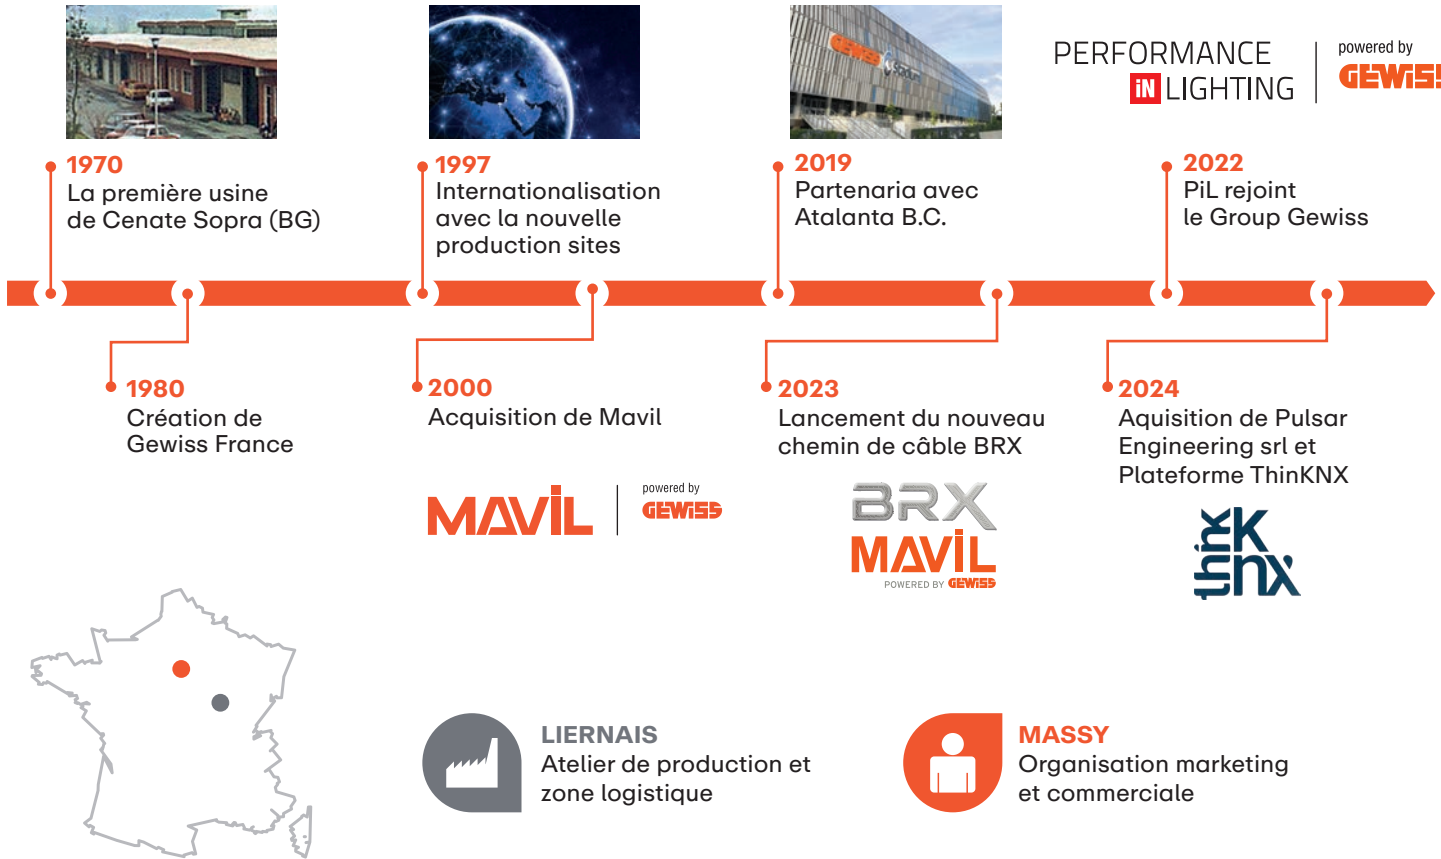 PERFORMANCE
iN LIGHTING
powered by
GEWiS!
1970
La première usine
de Cenate Sopra (BG)
1997
Internationalisation
avec la nouvelle
production sites
GEWISS
2019
Partenaria avec
Atalanta B.C.
2022
PiL rejoint
le Group Gewiss
1980
Création de
Gewiss France
2000
Acquisition de Mavil
MAVIL
powered by
GEWiSS
2023
Lancement du nouveau
chemin de câble BRX
BRX
MAVIL
POWERED BY GEWiSS
2024
Aquisition de Pulsar
Engineering srl et
Plateforme ThinKNX
think
Knx
LIERNAIS
Atelier de production et
zone logistique
MASSY
Organisation marketing
et commerciale